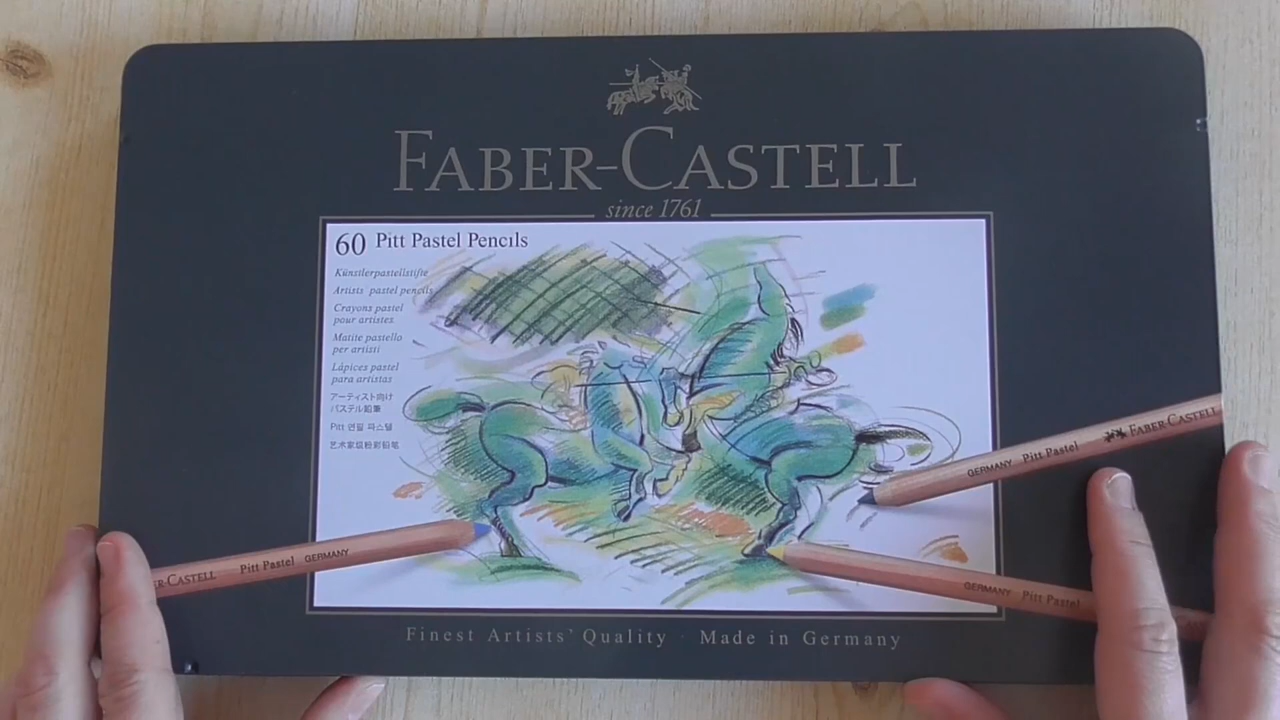 FABER-CASTELL
since 1761
60 Pitt Pastel Pencils
Künstlerpastellstifte
Artists pastel pencils
Crayons pastel
pour artistes
Matite pastello
per artisti
Lápices pastel
para artistas
アーティスト向け
パステル鉛筆
Pitt 연필 파스텔
艺术家级粉彩铅笔
GERMANY Pitt Pastel FABER-CASTELL
ER-CASTELL Pitt Pastel GERMANY
GERMANY Pitt Pastel
Finest Artists' Quality · Made in Germany